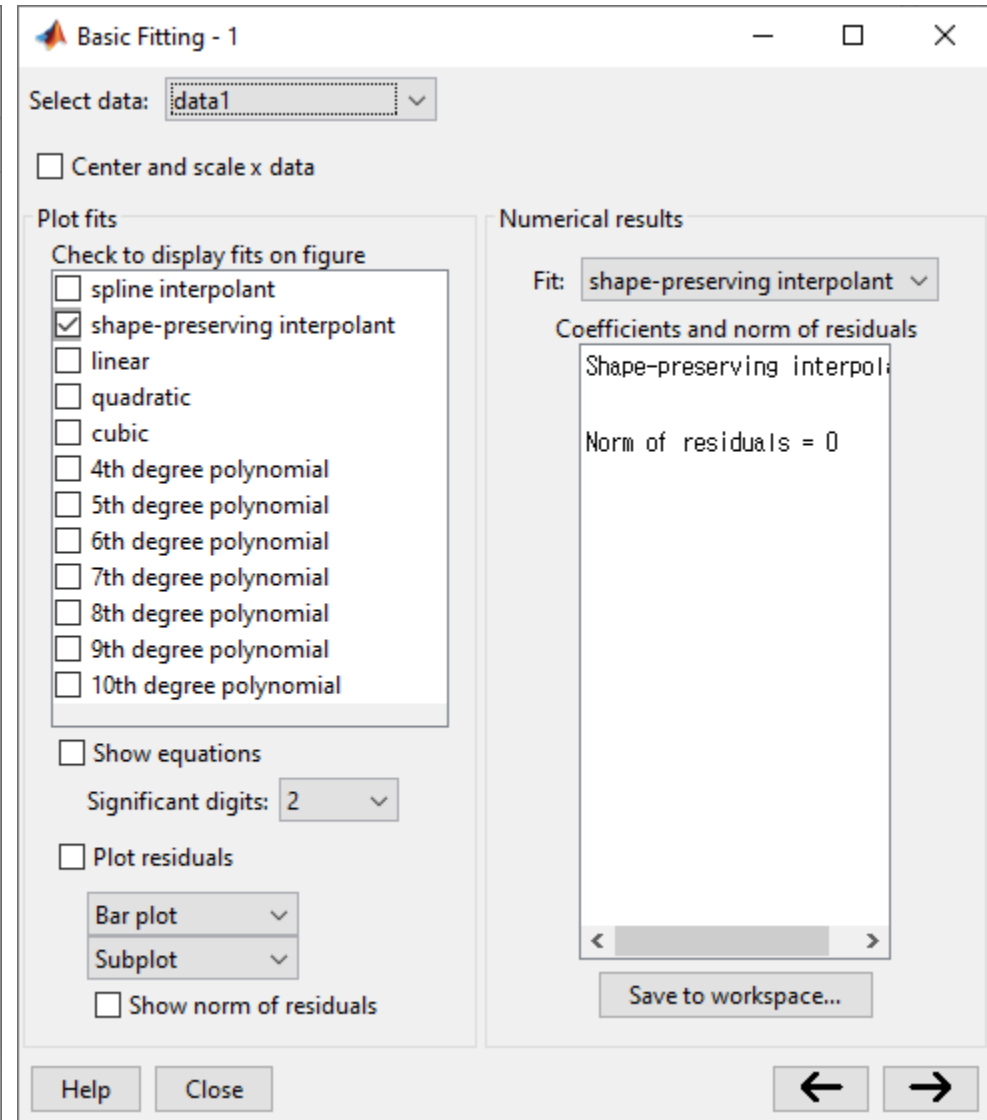 Basic Fitting - 1
Select data: data1
Center and scale x data
Plot fits
Check to display fits on figure
spline interpolant
shape-preserving interpolant
linear
quadratic
cubic
4th degree polynomial
5th degree polynomial
6th degree polynomial
7th degree polynomial
8th degree polynomial
9th degree polynomial
10th degree polynomial
Show equations
Significant digits: 2
Plot residuals
Bar plot
Subplot
Show norm of residuals
Numerical results
Fit: shape-preserving interpolant
Coefficients and norm of residuals
Shape-preserving interpola
Norm of residuals = 0
Save to workspace...
Help Close